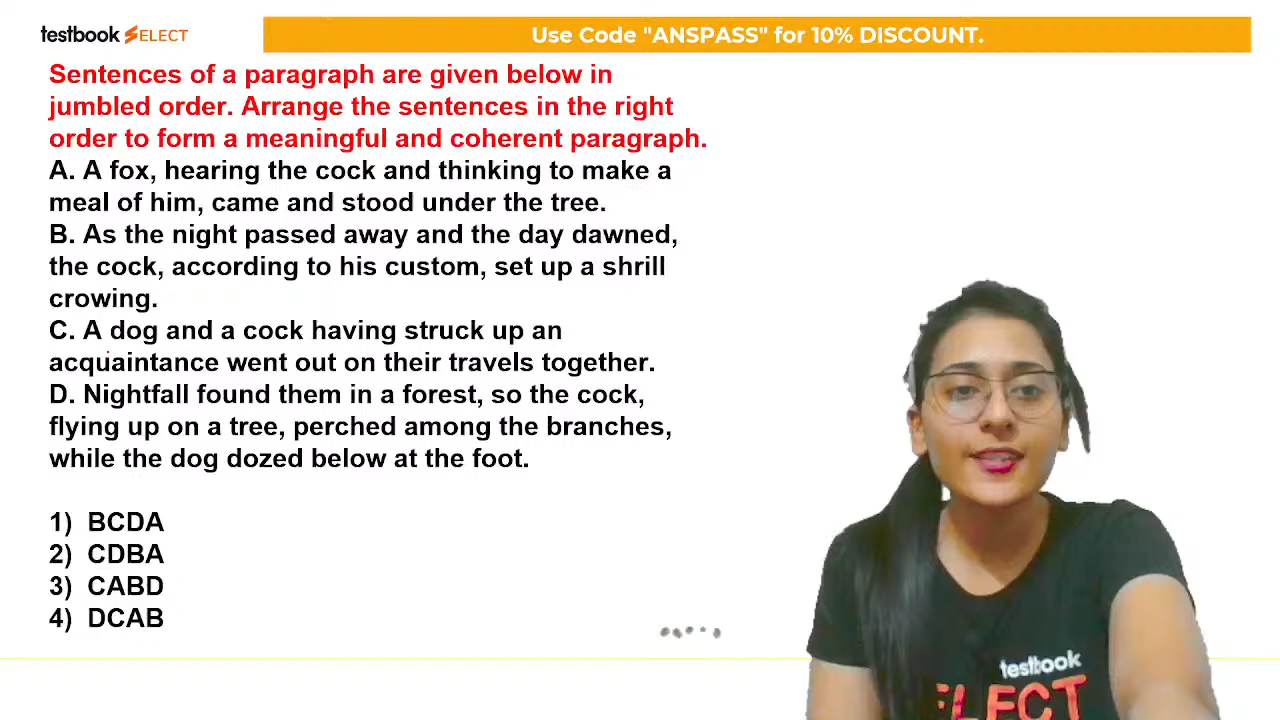 testbook SELECT
Use Code "ANSPASS" for 10% DISCOUNT.
Sentences of a paragraph are given below in
jumbled order. Arrange the sentences in the right
order to form a meaningful and coherent paragraph.
A. A fox, hearing the cock and thinking to make a
meal of him, came and stood under the tree.
B. As the night passed away and the day dawned,
the cock, according to his custom, set up a shrill
crowing.
C. A dog and a cock having struck up an
acquaintance went out on their travels together.
D. Nightfall found them in a forest, so the cock,
flying up on a tree, perched among the branches,
while the dog dozed below at the foot.
1) BCDA
2) CDBA
3) CABD
4) DCAB
testbook
ELECT